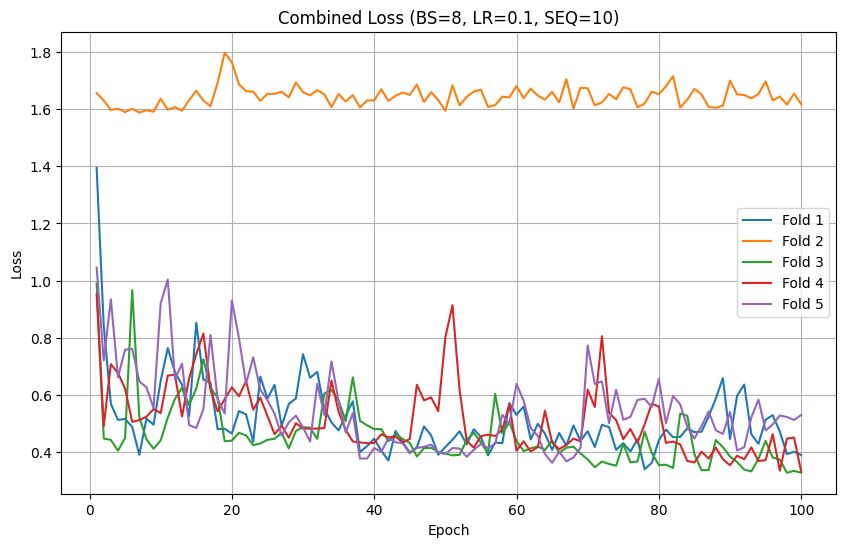 Combined Loss (BS=8, LR=0.1, SEQ=10)
Loss
1.8
1.6
1.4
1.2
1.0
0.8
0.6
0.4
Fold 1
Fold 2
Fold 3
Fold 4
Fold 5
0 20 40 60 80 100
Epoch